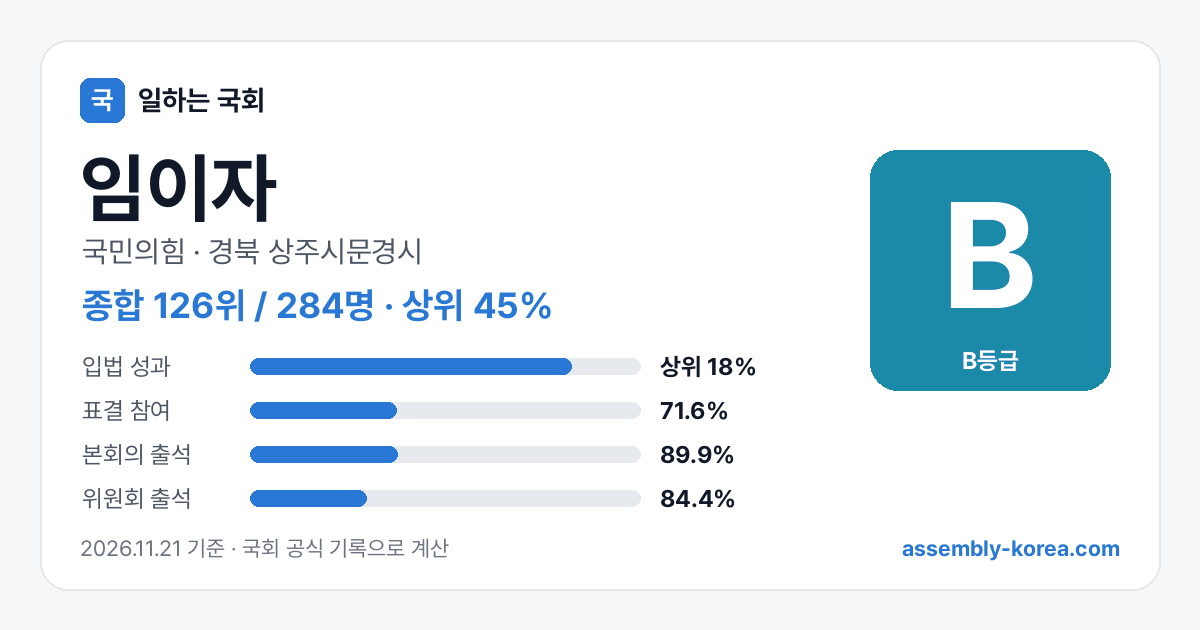 국 일하는 국회
임이자
국민의힘 · 경북 상주시문경시
종합 126위 / 284명 · 상위 45%
B
B등급
입법 성과 상위 18%
표결 참여 71.6%
본회의 출석 89.9%
위원회 출석 84.4%
2026.11.21 기준 · 국회 공식 기록으로 계산
assembly-korea.com